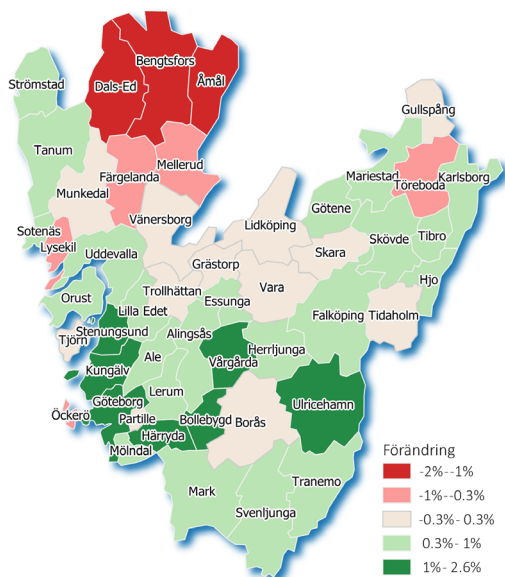 Bengtsfors
Dals-Ed
Åmål
Strömstad
Gullspång
Tanum
Mellerud
Färgelanda
Mariestad
Karlsborg
Töreboda
Munkedal
Vänersborg
Götene
Lidköping
Sotenäs
Lysekil
Skövde
Tibro
Uddevalla
Skara
Grästorp
Hjo
Trollhättan
Vara
Orust
Essunga
Lilla Edet
Falköping
Tidaholm
Stenungsund
Alingsås
Tjörn
Ale
Herrljunga
Vårgårda
Kungälv
Lerum
Göteborg
Ulricehamn
Öckerö
Partille
Bollebygd
Borås
Härryda
Mölndal
Tranemo
Mark
Svenljunga
Förändring
-2%--1%
-1%--0.3%
-0.3%- 0.3%
0.3%- 1%
1%- 2.6%